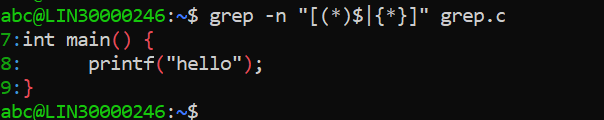 abc@LIN30000246:~$ grep -n "[(*)$|{*}]" grep.c
7:int main() {
8:      printf("hello");
9:}
abc@LIN30000246:~$